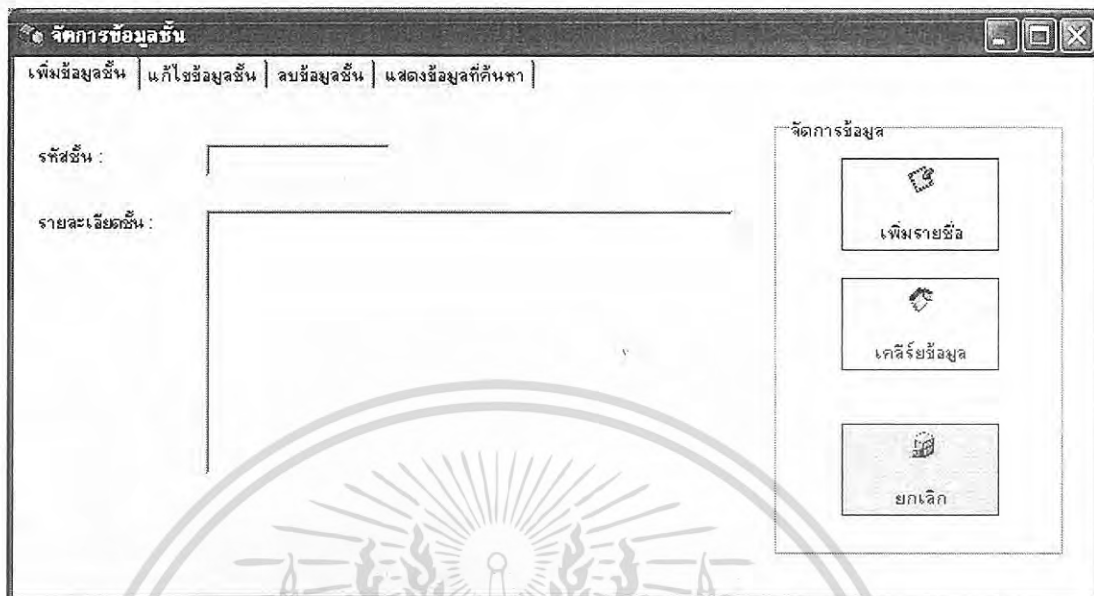 จัดการข้อมูลชั้น
เพิ่มข้อมูลชั้น แก้ไขข้อมูลชั้น ลบข้อมูลชั้น แสดงข้อมูลที่ค้นหา
รหัสชั้น :
รายละเอียดชั้น :
จัดการข้อมูล
เพิ่มรายชื่อ
เคลียร์ข้อมูล
ยกเลิก